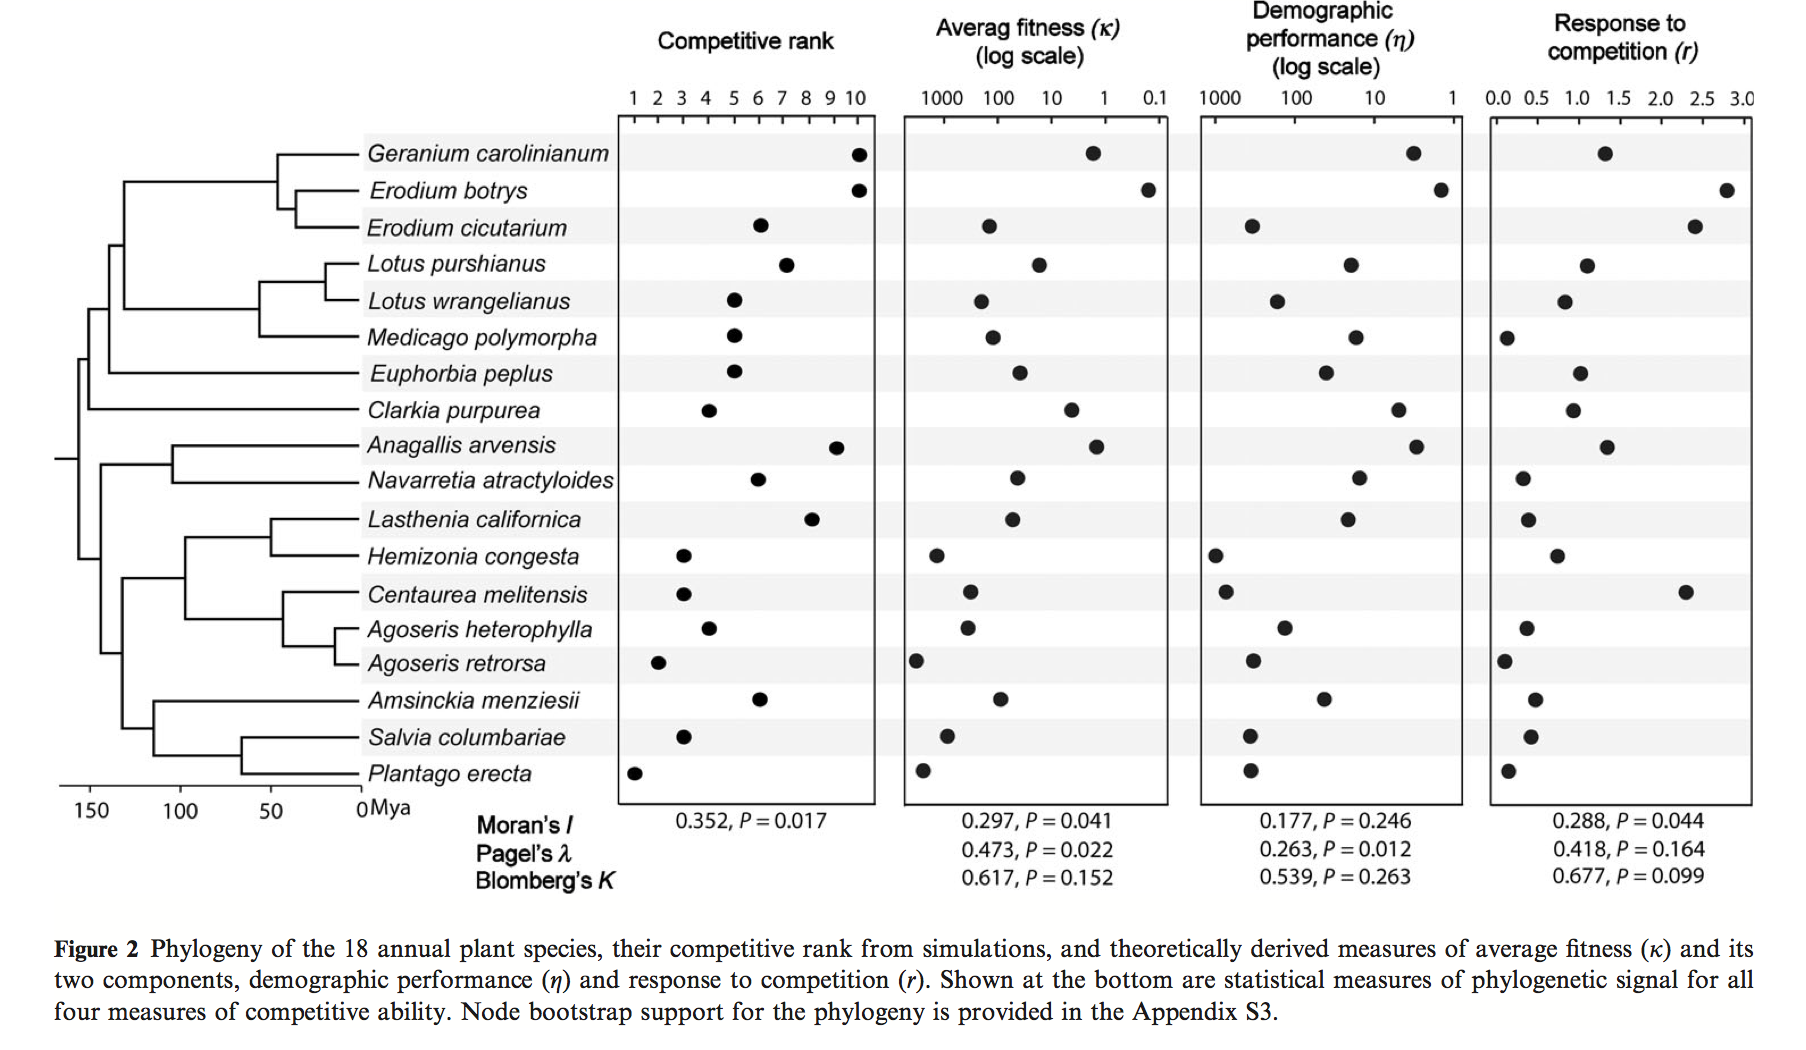 Competitive rank
Averag fitness (κ)
(log scale)
Demographic
performance (η)
(log scale)
Response to
competition (r)
1 2 3 4 5 6 7 8 9 10
1000 100 10 1 0.1
1000 100 10 1
0.0 0.5 1.0 1.5 2.0 2.5 3.0
Geranium carolinianum
Erodium botrys
Erodium cicutarium
Lotus purshianus
Lotus wrangelianus
Medicago polymorpha
Euphorbia peplus
Clarkia purpurea
Anagallis arvensis
Navarretia atractyloides
Lasthenia californica
Hemizonia congesta
Centaurea melitensis
Agoseris heterophylla
Agoseris retrorsa
Amsinckia menziesii
Salvia columbariae
Plantago erecta
150 100 50 0 Mya
Moran's I 0.352, P = 0.017 0.297, P = 0.041 0.177, P = 0.246 0.288, P = 0.044
Pagel's λ 0.473, P = 0.022 0.263, P = 0.012 0.418, P = 0.164
Blomberg's K 0.617, P = 0.152 0.539, P = 0.263 0.677, P = 0.099
Figure 2 Phylogeny of the 18 annual plant species, their competitive rank from simulations, and theoretically derived measures of average fitness (κ) and its
two components, demographic performance (η) and response to competition (r). Shown at the bottom are statistical measures of phylogenetic signal for all
four measures of competitive ability. Node bootstrap support for the phylogeny is provided in the Appendix S3.